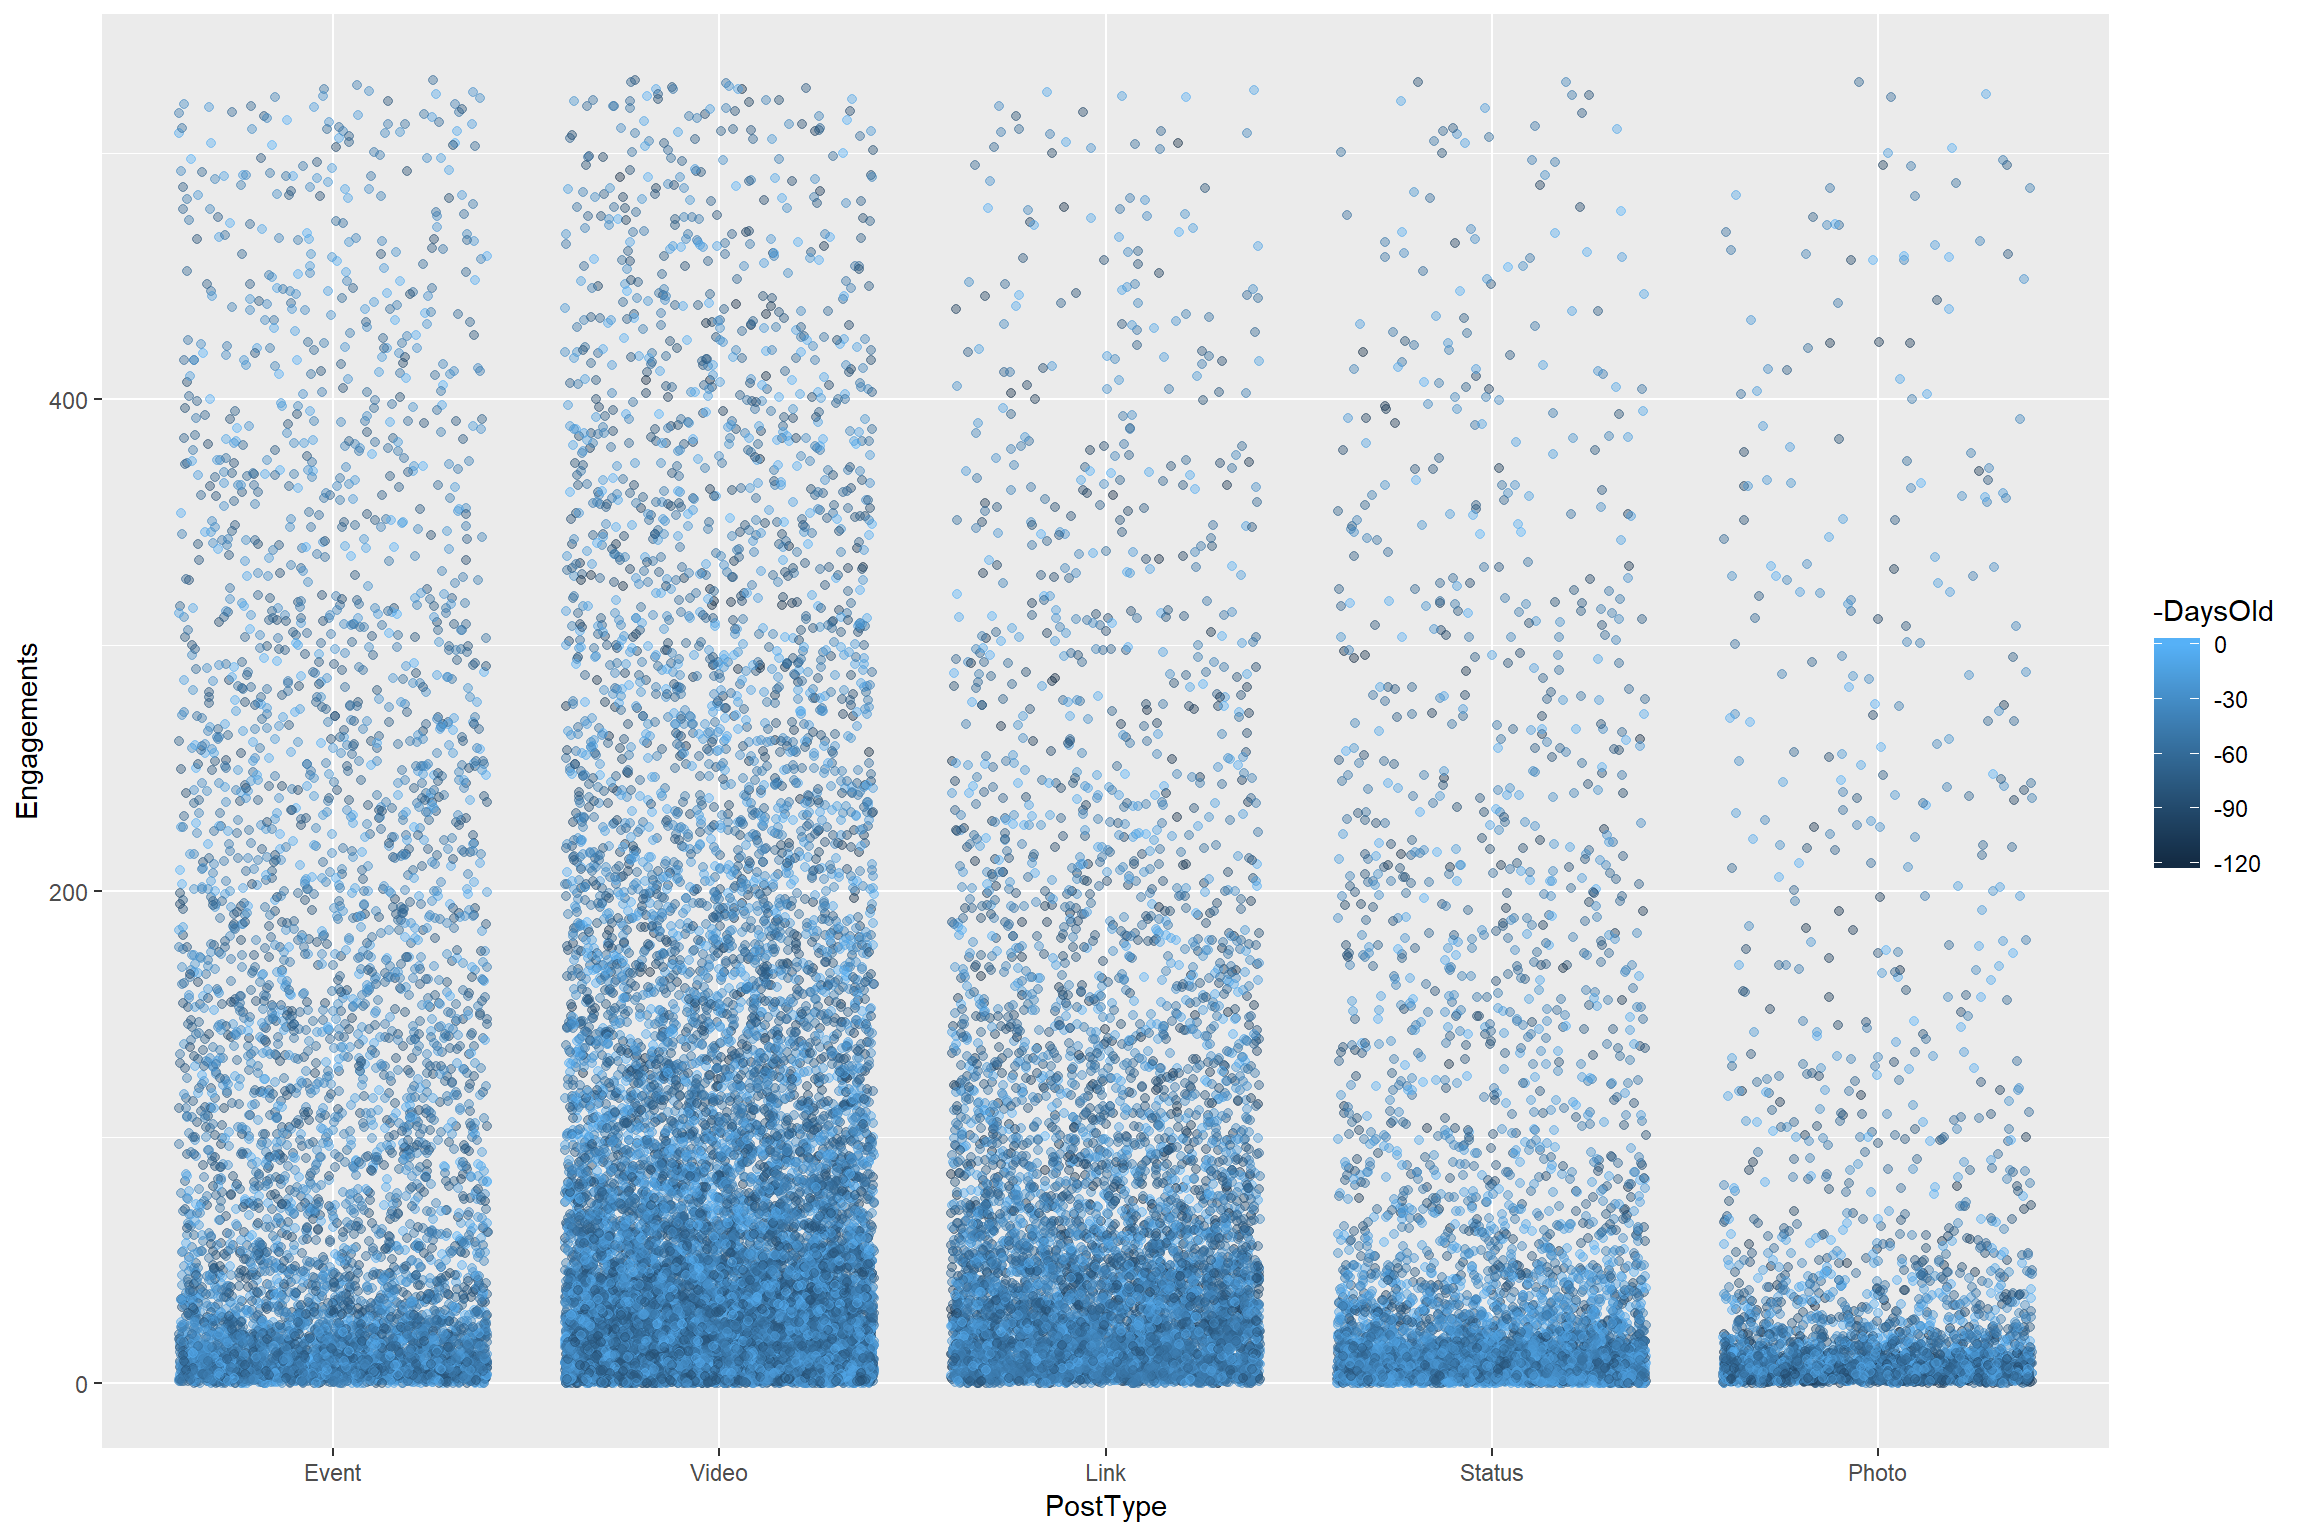 Engagements
400
200
0
Event
Video
Link
Status
Photo
PostType
-DaysOld
0
-30
-60
-90
-120